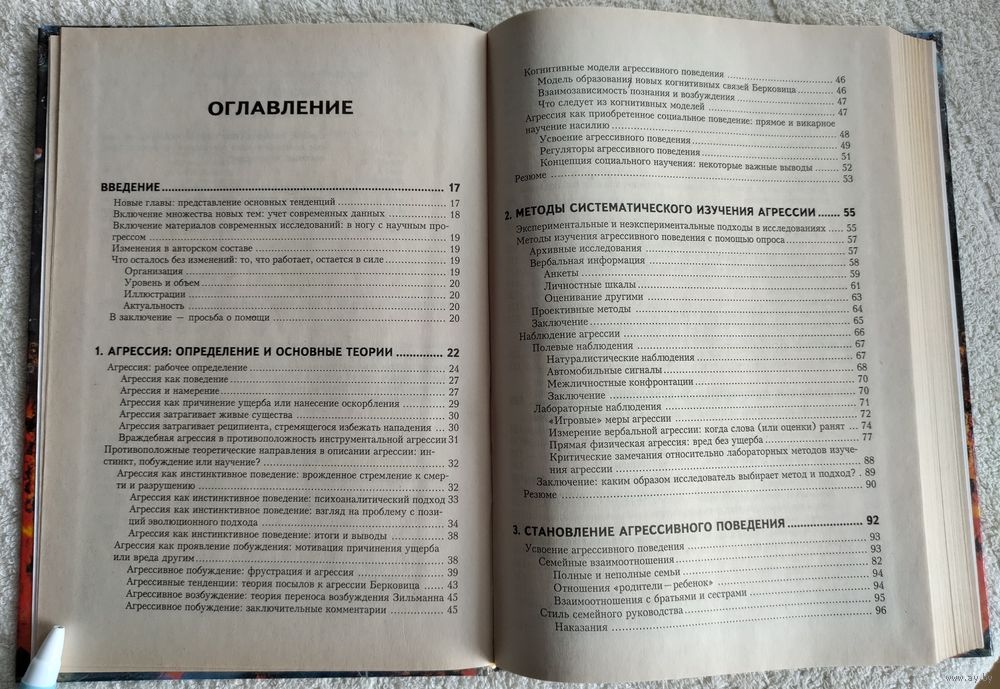 ОГЛАВЛЕНИЕ
ВВЕДЕНИЕ 17
Новые главы: представление основных тенденций 17
Включение множества новых тем: учет современных данных 18
Включение материалов современных исследований: в ногу с научным про-
грессом 19
Изменения в авторском составе 19
Что осталось без изменений: то, что работает, остается в силе 19
Организация 19
Уровень и объем 20
Иллюстрации 20
Актуальность 20
В заключение — просьба о помощи 20
1. АГРЕССИЯ: ОПРЕДЕЛЕНИЕ И ОСНОВНЫЕ ТЕОРИИ 22
Агрессия: рабочее определение 24
Агрессия как поведение 27
Агрессия и намерение 27
Агрессия как причинение ущерба или нанесение оскорбления 29
Агрессия затрагивает живые существа 30
Агрессия затрагивает реципиента, стремящегося избежать нападения 30
Враждебная агрессия в противоположность инструментальной агрессии 31
Противоположные теоретические направления в описании агрессии: ин-
стинкт, побуждение или научение? 32
Агрессия как инстинктивное поведение: врожденное стремление к смер-
ти и разрушению 32
Агрессия как инстинктивное поведение: психоаналитический подход 33
Агрессия как инстинктивное поведение: взгляд на проблему с пози-
ций эволюционного подхода 34
Агрессия как инстинктивное поведение: итоги и выводы 38
Агрессия как проявление побуждения: мотивация причинения ущерба
или вреда другим 38
Агрессивное побуждение: фрустрация и агрессия 39
Агрессивные тенденции: теория посылов к агрессии Берковица 43
Агрессивное возбуждение: теория переноса возбуждения Зильманна 45
Агрессивное побуждение: заключительные комментарии 45
Когнитивные модели агрессивного поведения 46
Модель образования новых когнитивных связей Берковица 46
Взаимозависимость познания и возбуждения 47
Что следует из когнитивных моделей 47
Агрессия как приобретенное социальное поведение: прямое и викарное
научение насилию 48
Усвоение агрессивного поведения 49
Регуляторы агрессивного поведения 51
Концепция социального научения: некоторые важные выводы 52
Резюме 53
2. МЕТОДЫ СИСТЕМАТИЧЕСКОГО ИЗУЧЕНИЯ АГРЕССИИ 55
Экспериментальные и неэкспериментальные подходы в исследованиях 55
Методы изучения агрессивного поведения с помощью опроса 57
Архивные исследования 57
Вербальная информация 58
Анкеты 59
Личностные шкалы 61
Оценивание другими 63
Проективные методы 64
Заключение 65
Наблюдение агрессии 66
Полевые наблюдения 67
Натуралистические наблюдения 67
Автомобильные сигналы 68
Межличностные конфронтации 70
Заключение 70
Лабораторные наблюдения 71
«Игровые» меры агрессии 72
Измерение вербальной агрессии: когда слова (или оценки) ранят 74
Прямая физическая агрессия: вред без ущерба 77
Критические замечания относительно лабораторных методов изуче-
ния агрессии 88
Заключение: каким образом исследователь выбирает метод и подход? 89
Резюме 90
3. СТАНОВЛЕНИЕ АГРЕССИВНОГО ПОВЕДЕНИЯ 92
Усвоение агрессивного поведения 93
Семейные взаимоотношения 93
Полные и неполные семьи 82
Отношения «родители—ребенок» 94
Взаимоотношения с братьями и сестрами 94
Стиль семейного руководства 95
Наказания 96
www.ay.by